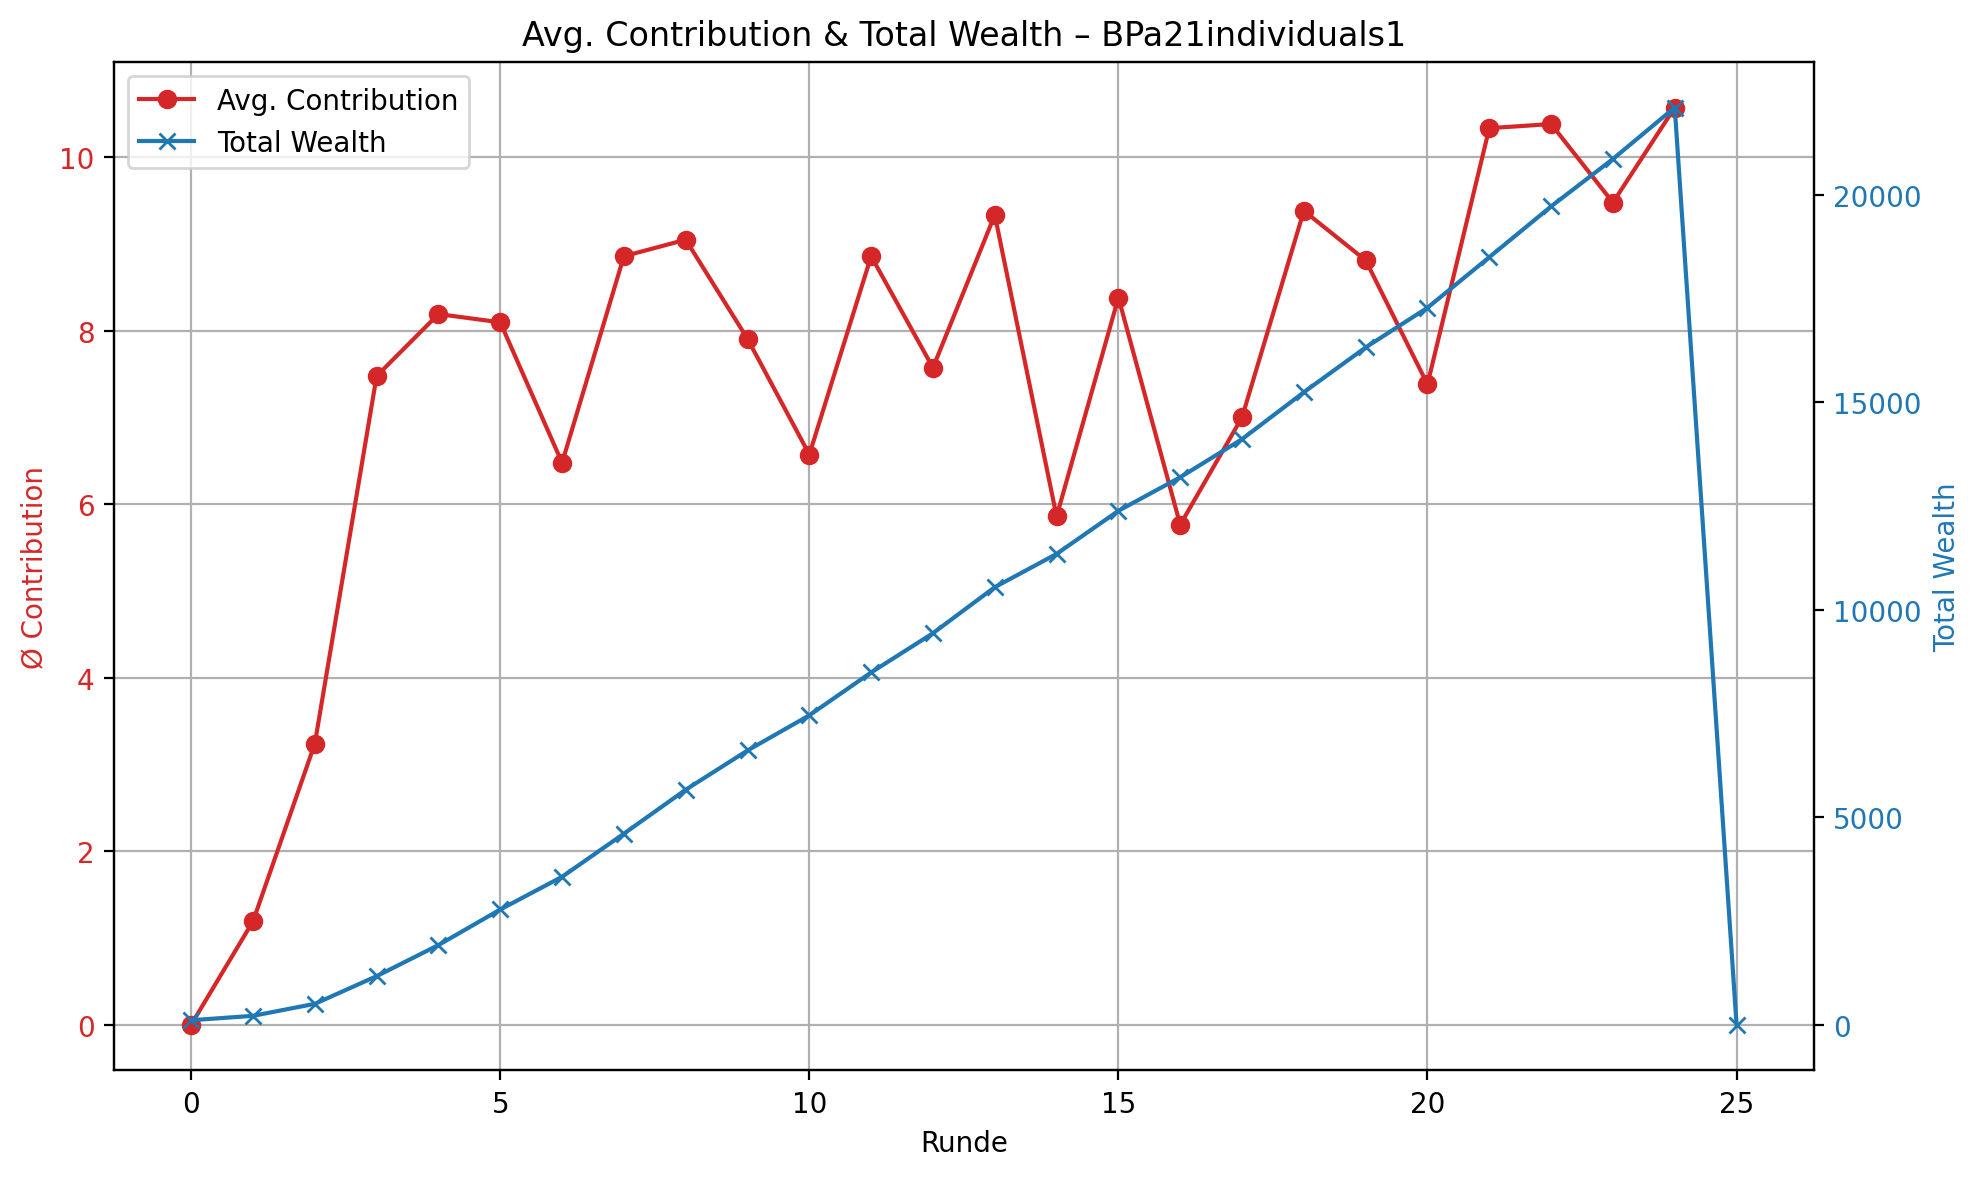 Avg. Contribution & Total Wealth – BPa21individuals1
Avg. Contribution
Total Wealth
Ø Contribution
10
8
6
4
2
0
20000
15000
10000
5000
0
Total Wealth
0 5 10 15 20 25
Runde